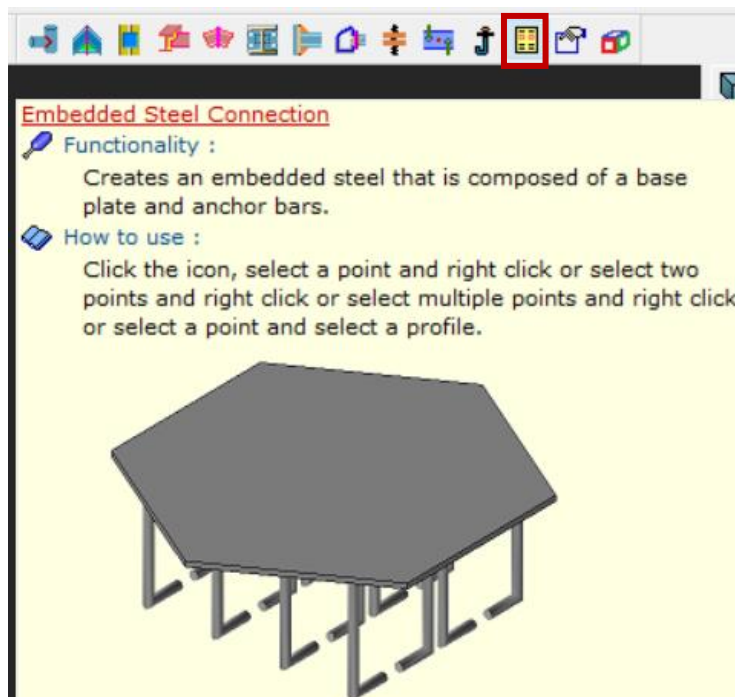 Embedded Steel Connection
Functionality :
Creates an embedded steel that is composed of a base
plate and anchor bars.
How to use :
Click the icon, select a point and right click or select two
points and right click or select multiple points and right click
or select a point and select a profile.